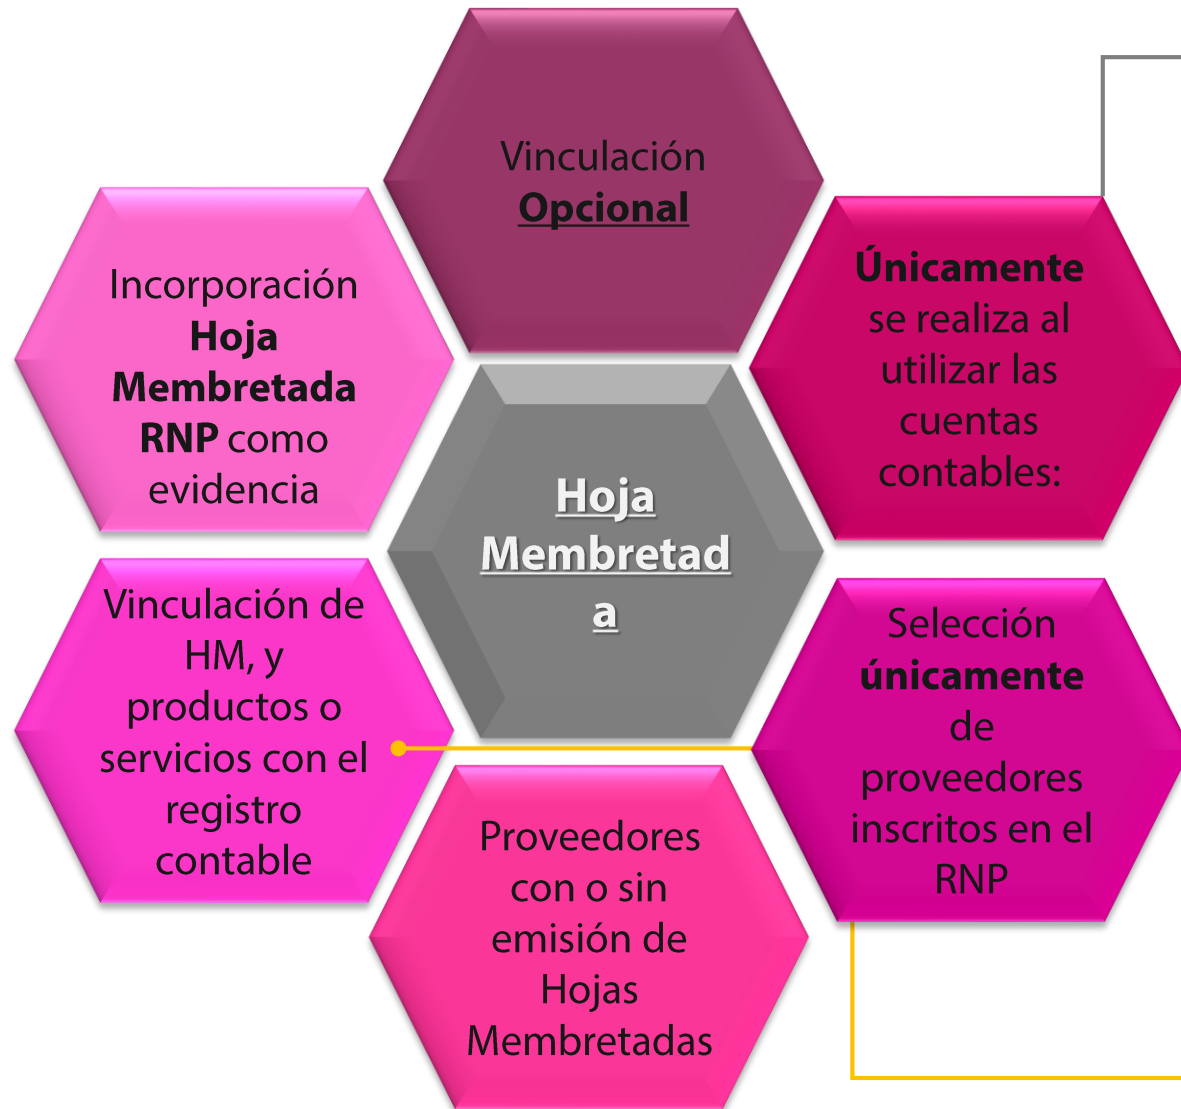 Vinculación
Opcional
Incorporación
Hoja
Membretada
RNP como
evidencia
Únicamente
se realiza al
utilizar las
cuentas
contables:
Hoja
Membretad
a
Vinculación de
HM, y
productos o
servicios con el
registro
contable
Selección
únicamente
de
proveedores
inscritos en el
RNP
Proveedores
con o sin
emisión de
Hojas
Membretadas